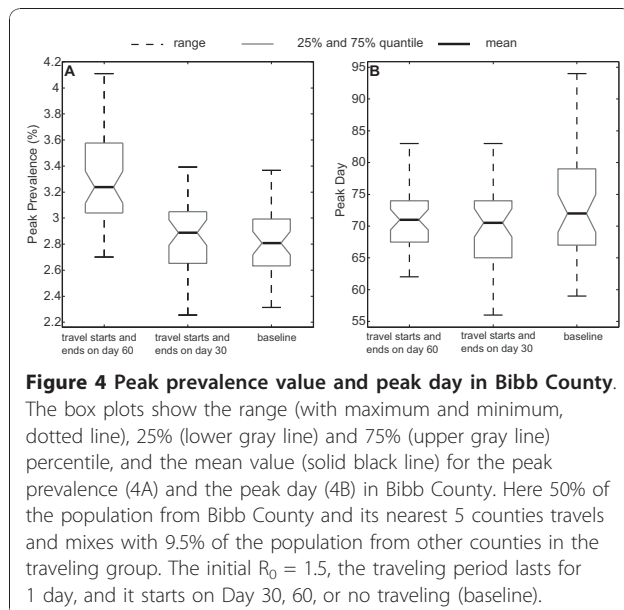 range 25% and 75% quantile mean
A
4.2
4
3.8
3.6
3.4
3.2
3
2.8
2.6
2.4
2.2
Peak Prevalence (%)
travel starts and
ends on day 60
travel starts and
ends on day 30
baseline
B
95
90
85
80
75
70
65
60
55
Peak Day
travel starts and
ends on day 60
travel starts and
ends on day 30
baseline
Figure 4 Peak prevalence value and peak day in Bibb County.
The box plots show the range (with maximum and minimum,
dotted line), 25% (lower gray line) and 75% (upper gray line)
percentile, and the mean value (solid black line) for the peak
prevalence (4A) and the peak day (4B) in Bibb County. Here 50% of
the population from Bibb County and its nearest 5 counties travels
and mixes with 9.5% of the population from other counties in the
traveling group. The initial R0 = 1.5, the traveling period lasts for
1 day, and it starts on Day 30, 60, or no traveling (baseline).